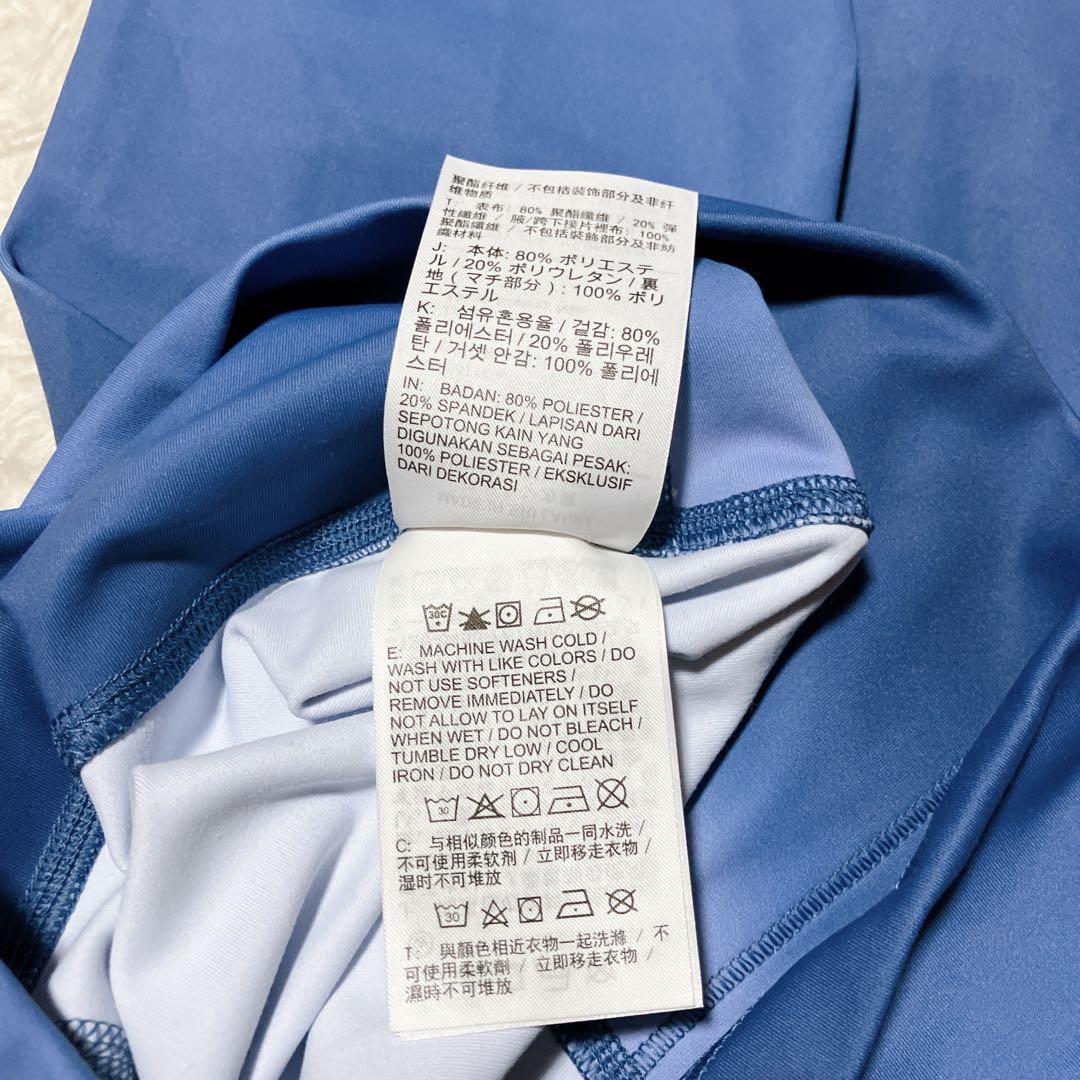 聚酯纤维 / 不包括装饰部分及非纤
维物质
T: 表布: 80% 聚酯纖維 / 20% 彈
性纖維 / 腋/跨下接片裡布: 100%
聚酯纖維 / 不包括裝飾部分及非紡
織材料
J: 本体: 80% ポリエステ
ル / 20% ポリウレタン / 裏
地 ( マチ部分 ): 100% ポリ
エステル
K: 섬유혼용율 / 겉감: 80%
폴리에스터 / 20% 폴리우레
탄 / 거셋 안감: 100% 폴리에
스터
IN: BADAN: 80% POLIESTER /
20% SPANDEK / LAPISAN DARI
SEPOTONG KAIN YANG
DIGUNAKAN SEBAGAI PESAK:
100% POLIESTER / EKSKLUSIF
DARI DEKORASI
30C
E: MACHINE WASH COLD /
WASH WITH LIKE COLORS / DO
NOT USE SOFTENERS /
REMOVE IMMEDIATELY / DO
NOT ALLOW TO LAY ON ITSELF
WHEN WET / DO NOT BLEACH /
TUMBLE DRY LOW / COOL
IRON / DO NOT DRY CLEAN
30
C: 与相似颜色的制品一同水洗 /
不可使用柔软剂 / 立即移走衣物 /
湿时不可堆放
30
T: 與顏色相近衣物一起洗滌 / 不
可使用柔軟劑 / 立即移走衣物 /
濕時不可堆放